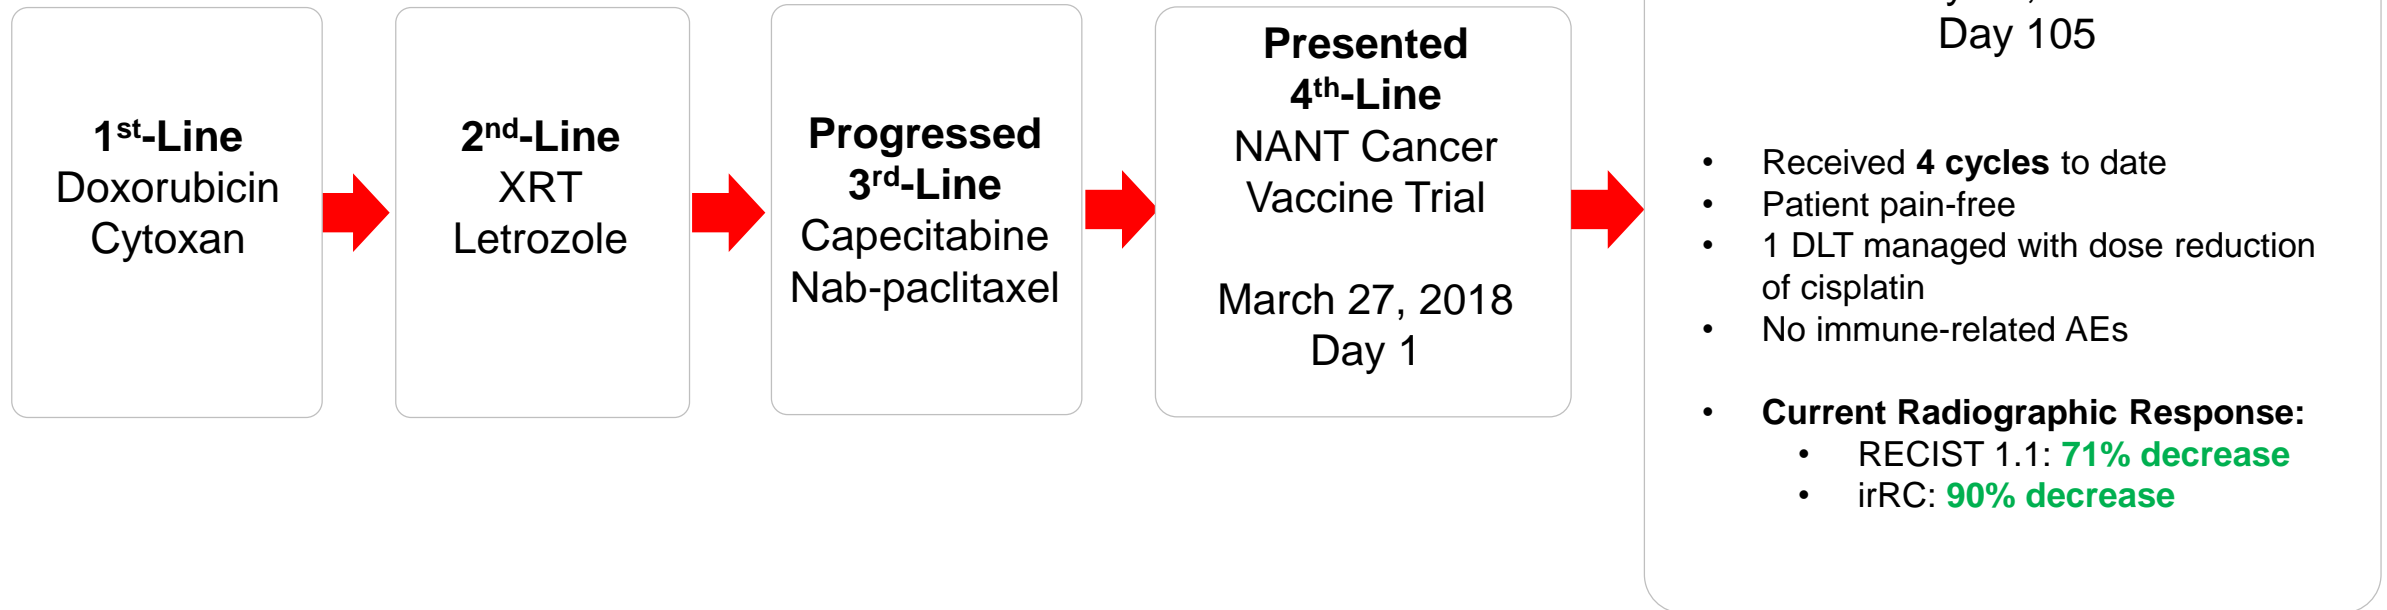 1st-Line
Doxorubicin
Cytoxan
2nd-Line
XRT
Letrozole
Progressed
3rd-Line
Capecitabine
Nab-paclitaxel
Presented
4th-Line
NANT Cancer
Vaccine Trial
March 27, 2018
Day 1
Day 105
• Received 4 cycles to date
• Patient pain-free
• 1 DLT managed with dose reduction
of cisplatin
• No immune-related AEs
• Current Radiographic Response:
• RECIST 1.1: 71% decrease
• irRC: 90% decrease